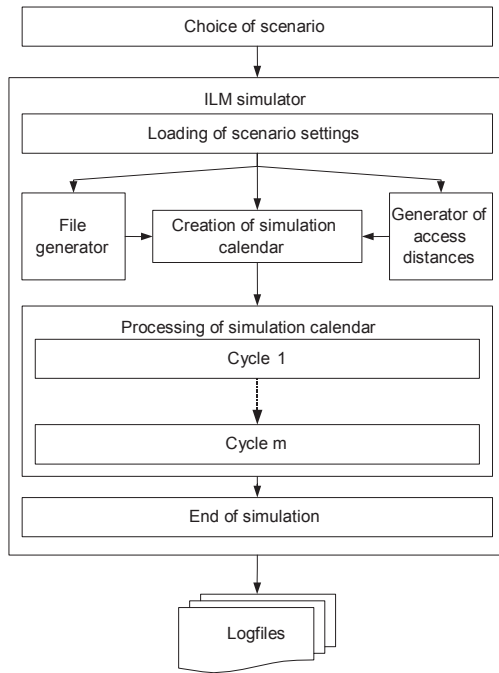 Choice of scenario
ILM simulator
Loading of scenario settings
File
generator
Creation of simulation
calendar
Generator of
access
distances
Processing of simulation calendar
Cycle 1
Cycle m
End of simulation
Logfiles